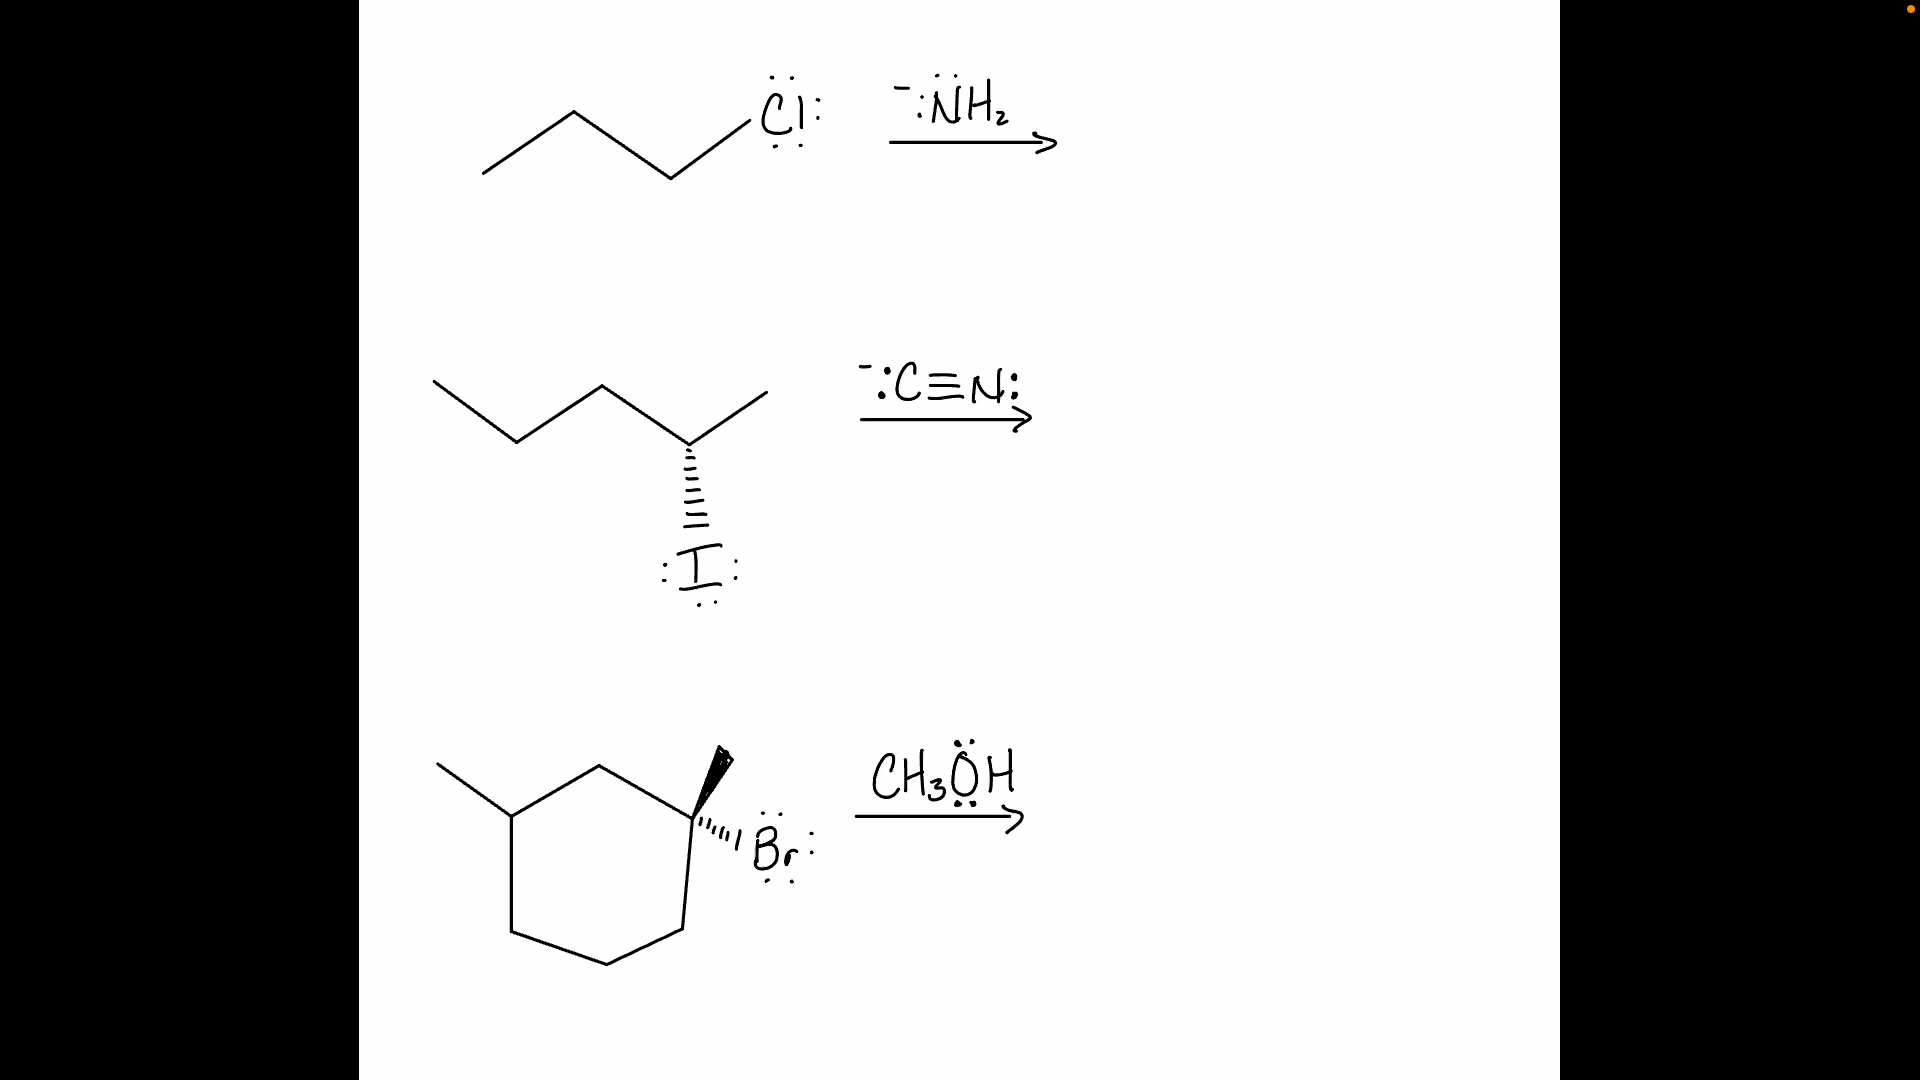 Cl
⁻:NH₂
⁻:C≡N:
I
CH₃OH
Br